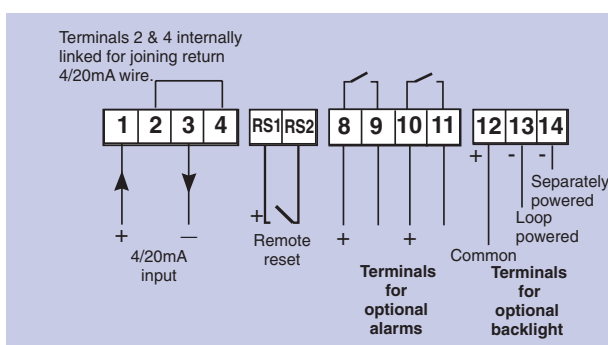 Terminals 2 & 4 internally
linked for joining return
4/20mA wire.
1 2 3 4 RS1 RS2 8 9 10 11 12 13 14
+ - -
Separately
powered
+ Loop
powered
+ — Remote + + Common
4/20mA reset
input
Terminals Terminals
for for
optional optional
alarms backlight